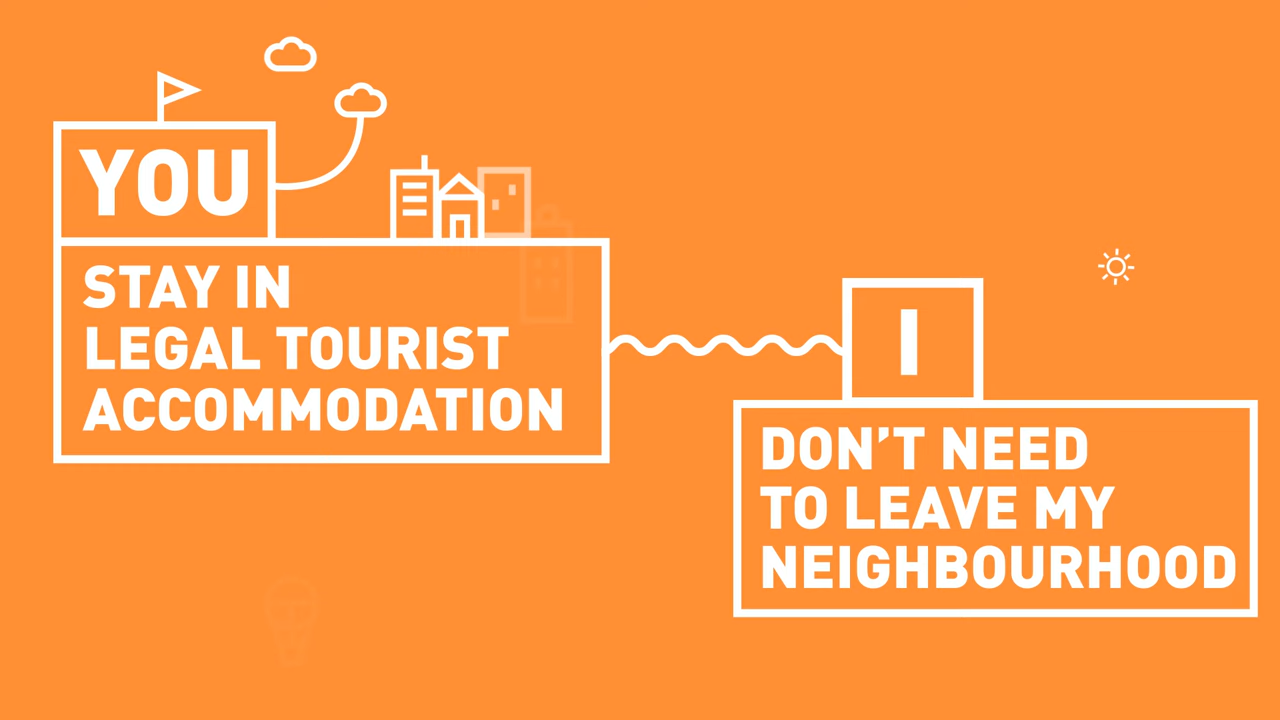 YOU
STAY IN
LEGAL TOURIST
ACCOMMODATION
I
DON'T NEED
TO LEAVE MY
NEIGHBOURHOOD